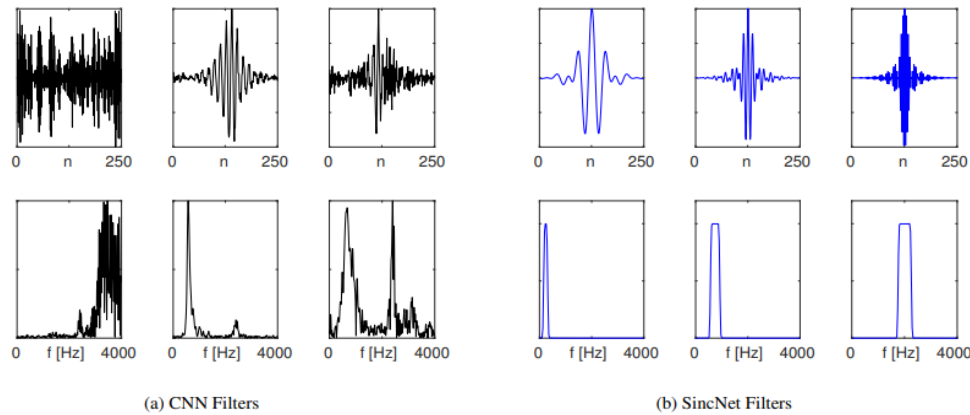 0 n 250 0 n 250 0 n 250 0 n 250 0 n 250 0 n 250
0 f [Hz] 4000 0 f [Hz] 4000 0 f [Hz] 4000 0 f [Hz] 4000 0 f [Hz] 4000 0 f [Hz] 4000
(a) CNN Filters (b) SincNet Filters